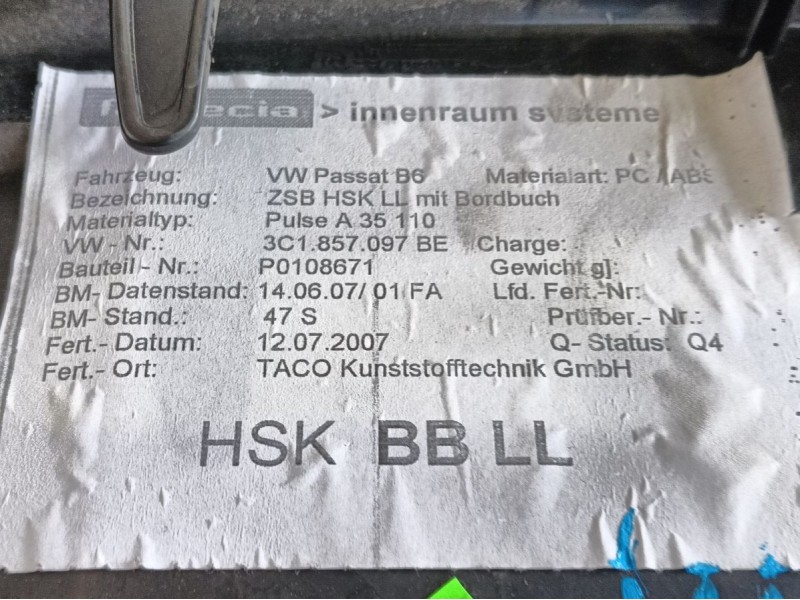 > innenraum systeme
Fahrzeug: VW Passat B6 Materialart: PC /ABS
Bezeichnung: ZSB HSK LL mit Bordbuch
Materialtyp: Pulse A 35 110
VW - Nr.: 3C1.857.097 BE Charge:
Bauteil - Nr.: P0108671 Gewicht g]:
BM- Datenstand: 14.06.07/ 01 FA Lfd. Fert.-Nr:
BM- Stand.: 47 S Prüfber.- Nr.:
Fert.- Datum: 12.07.2007 Q- Status: Q4
Fert.- Ort: TACO Kunststofftechnik GmbH
HSK BB LL